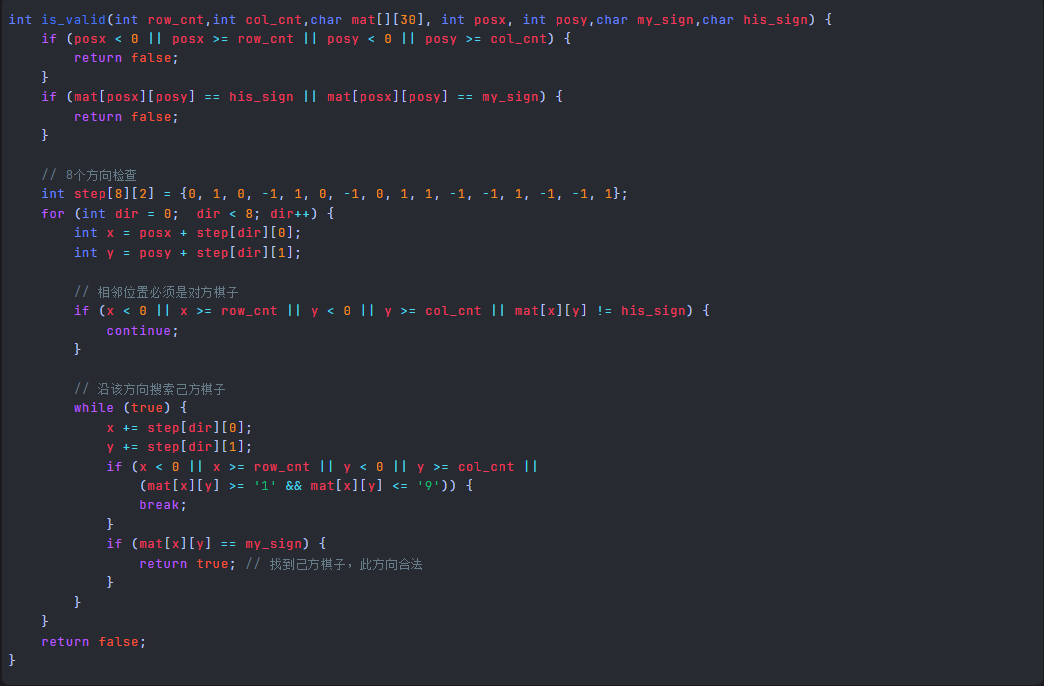 int is_valid(int row_cnt,int col_cnt,char mat[][30], int posx, int posy,char my_sign,char his_sign) {
    if (posx < 0 || posx >= row_cnt || posy < 0 || posy >= col_cnt) {
        return false;
    }
    if (mat[posx][posy] == his_sign || mat[posx][posy] == my_sign) {
        return false;
    }

    // 8个方向检查
    int step[8][2] = {0, 1, 0, -1, 1, 0, -1, 0, 1, 1, -1, -1, 1, -1, -1, 1};
    for (int dir = 0;  dir < 8; dir++) {
        int x = posx + step[dir][0];
        int y = posy + step[dir][1];

        // 相邻位置必须是对方棋子
        if (x < 0 || x >= row_cnt || y < 0 || y >= col_cnt || mat[x][y] != his_sign) {
            continue;
        }

        // 沿该方向搜索己方棋子
        while (true) {
            x += step[dir][0];
            y += step[dir][1];
            if (x < 0 || x >= row_cnt || y < 0 || y >= col_cnt ||
                (mat[x][y] >= '1' && mat[x][y] <= '9')) {
                break;
            }
            if (mat[x][y] == my_sign) {
                return true; // 找到己方棋子，此方向合法
            }
        }
    }
    return false;
}